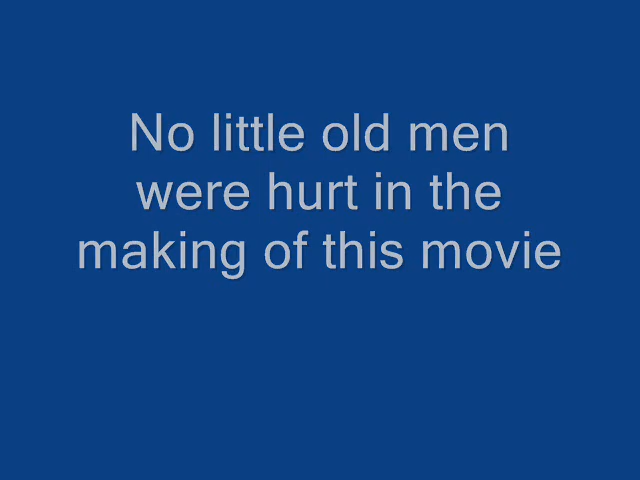 No little old men
were hurt in the
making of this movie